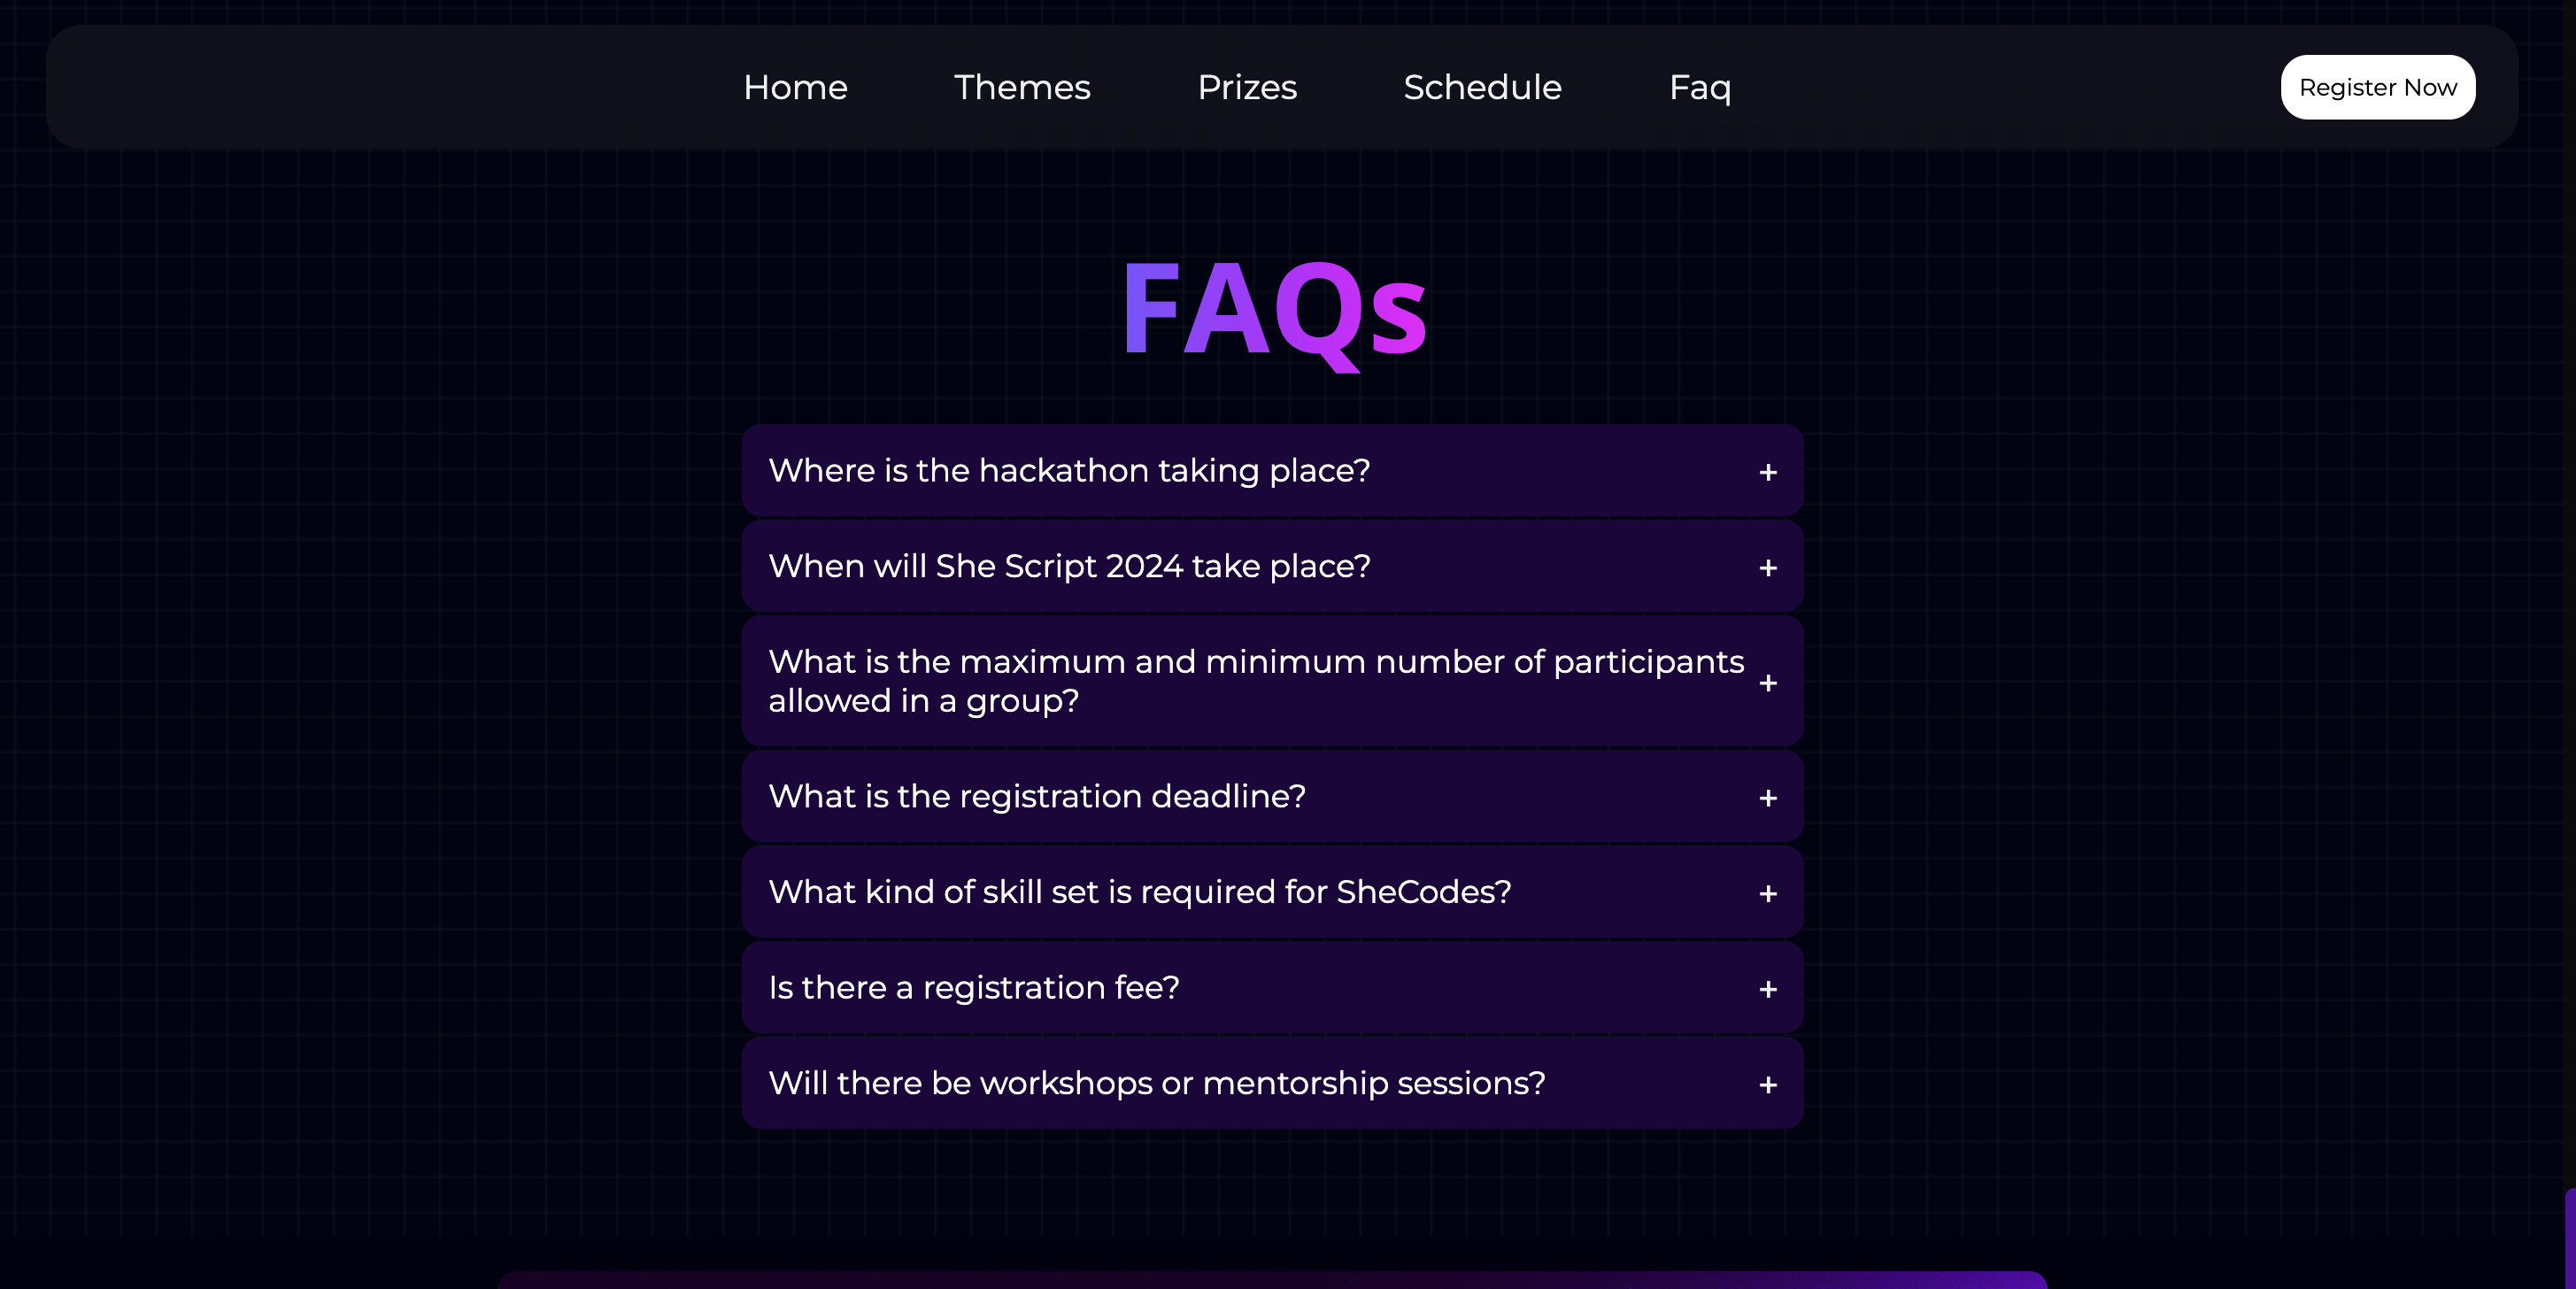 Home Themes Prizes Schedule Faq Register Now
FAQs
Where is the hackathon taking place? +
When will She Script 2024 take place? +
What is the maximum and minimum number of participants
allowed in a group? +
What is the registration deadline? +
What kind of skill set is required for SheCodes? +
Is there a registration fee? +
Will there be workshops or mentorship sessions? +